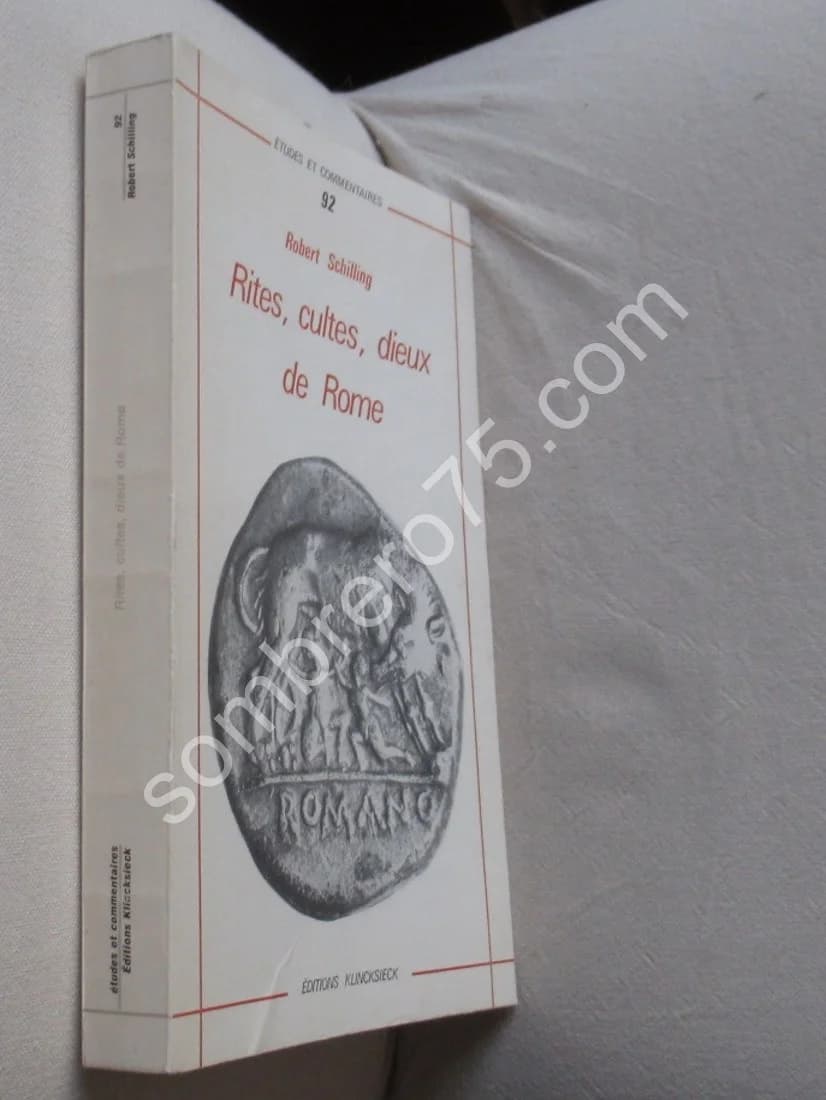 92
Robert Schilling
Rites, cultes, dieux de Rome
études et commentaires
Éditions Klincksieck
ÉTUDES ET COMMENTAIRES
92
Robert Schilling
Rites, cultes, dieux
de Rome
ROMANO
ÉDITIONS KLINCKSIECK
sombrero75.com